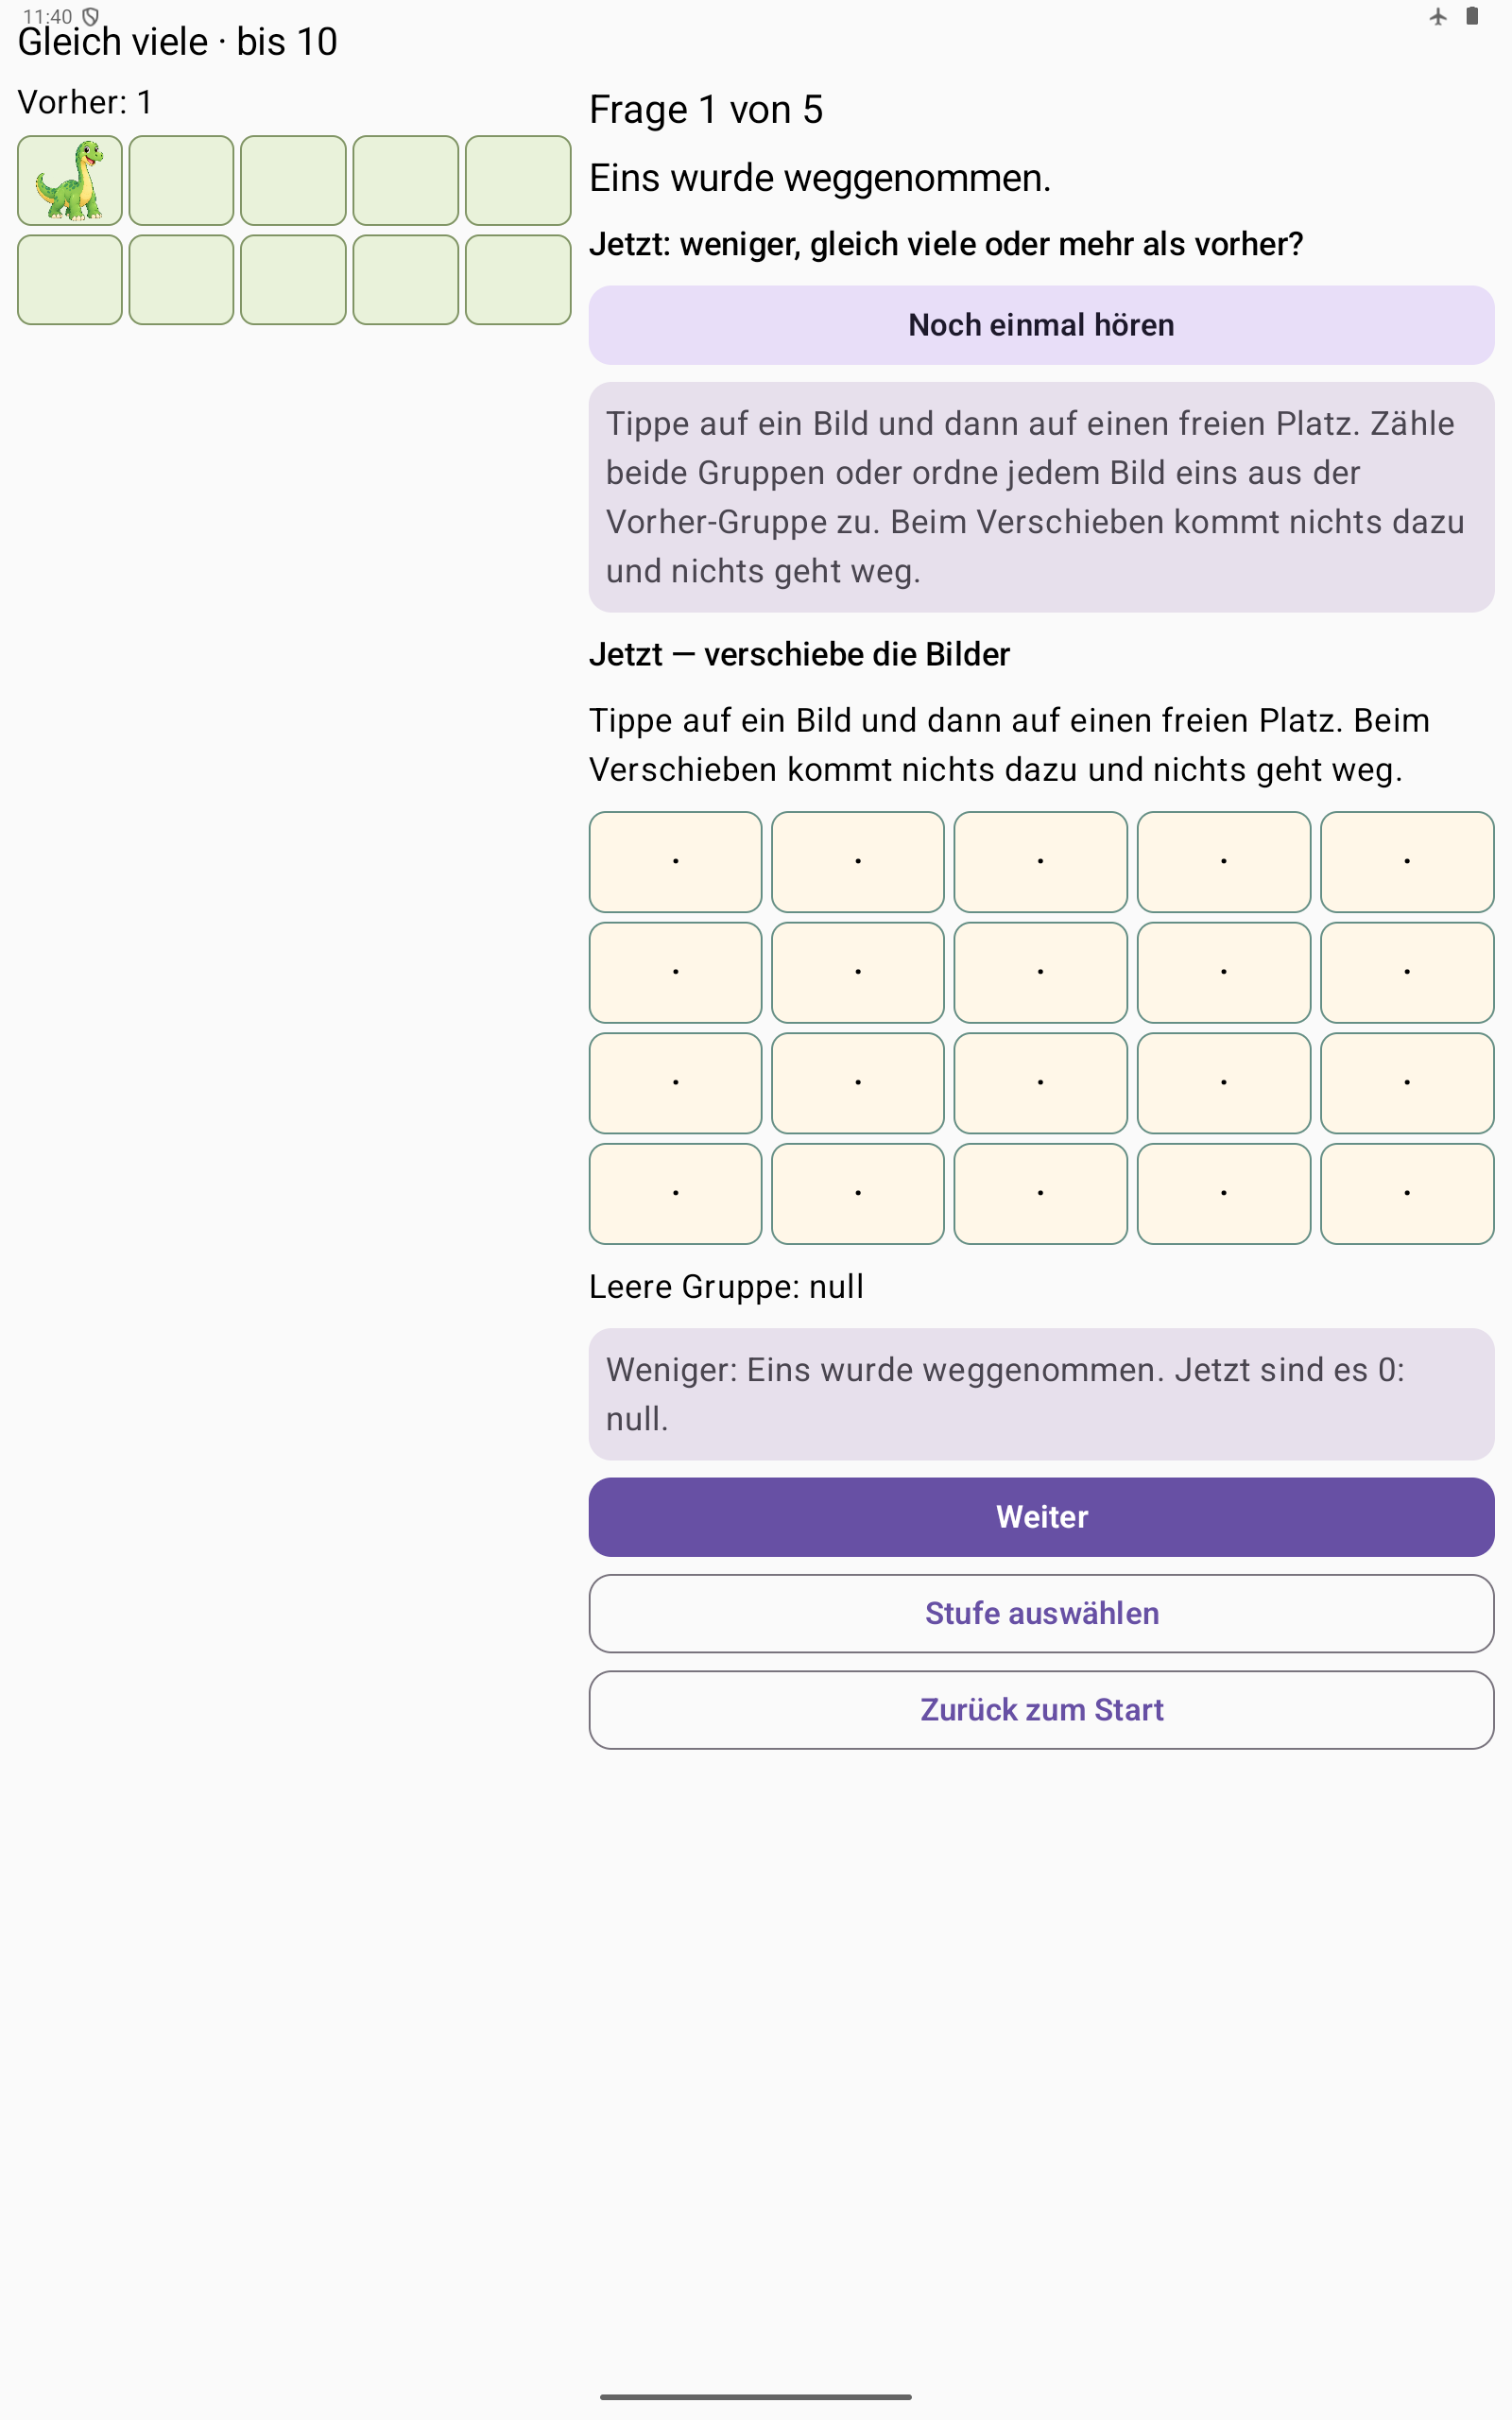 11:40
Gleich viele · bis 10
Vorher: 1
Frage 1 von 5
Eins wurde weggenommen.
Jetzt: weniger, gleich viele oder mehr als vorher?
Noch einmal hören
Tippe auf ein Bild und dann auf einen freien Platz. Zähle
beide Gruppen oder ordne jedem Bild eins aus der
Vorher-Gruppe zu. Beim Verschieben kommt nichts dazu
und nichts geht weg.
Jetzt — verschiebe die Bilder
Tippe auf ein Bild und dann auf einen freien Platz. Beim
Verschieben kommt nichts dazu und nichts geht weg.
Leere Gruppe: null
Weniger: Eins wurde weggenommen. Jetzt sind es 0:
null.
Weiter
Stufe auswählen
Zurück zum Start